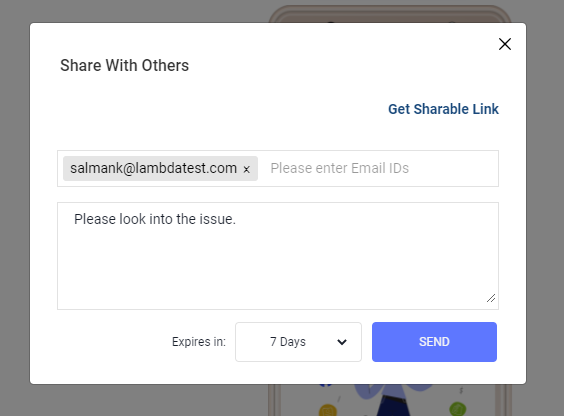 Share With Others
Get Sharable Link
salmank@lambdatest.com × Please enter Email IDs
Please look into the issue.
Expires in: 7 Days SEND